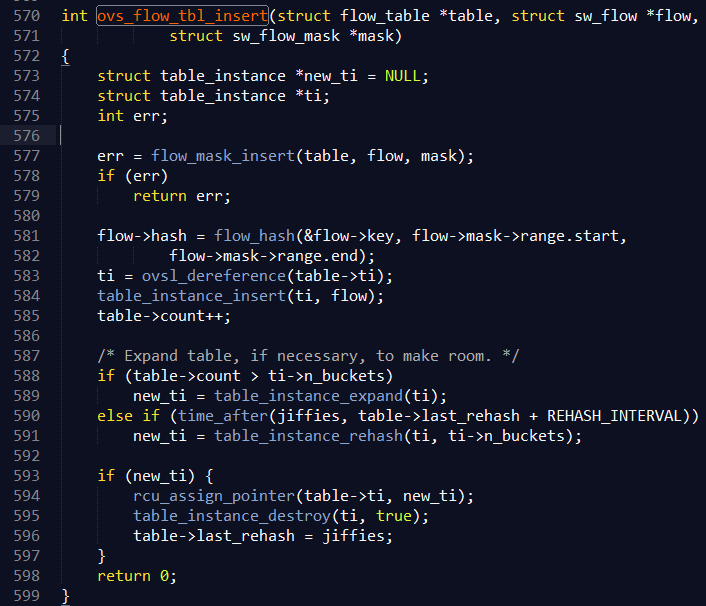 570 int ovs_flow_tbl_insert(struct flow_table *table, struct sw_flow *flow,
571             struct sw_flow_mask *mask)
572 {
573     struct table_instance *new_ti = NULL;
574     struct table_instance *ti;
575     int err;
576
577     err = flow_mask_insert(table, flow, mask);
578     if (err)
579         return err;
580
581     flow->hash = flow_hash(&flow->key, flow->mask->range.start,
582             flow->mask->range.end);
583     ti = ovsl_dereference(table->ti);
584     table_instance_insert(ti, flow);
585     table->count++;
586
587     /* Expand table, if necessary, to make room. */
588     if (table->count > ti->n_buckets)
589         new_ti = table_instance_expand(ti);
590     else if (time_after(jiffies, table->last_rehash + REHASH_INTERVAL))
591         new_ti = table_instance_rehash(ti, ti->n_buckets);
592
593     if (new_ti) {
594         rcu_assign_pointer(table->ti, new_ti);
595         table_instance_destroy(ti, true);
596         table->last_rehash = jiffies;
597     }
598     return 0;
599 }